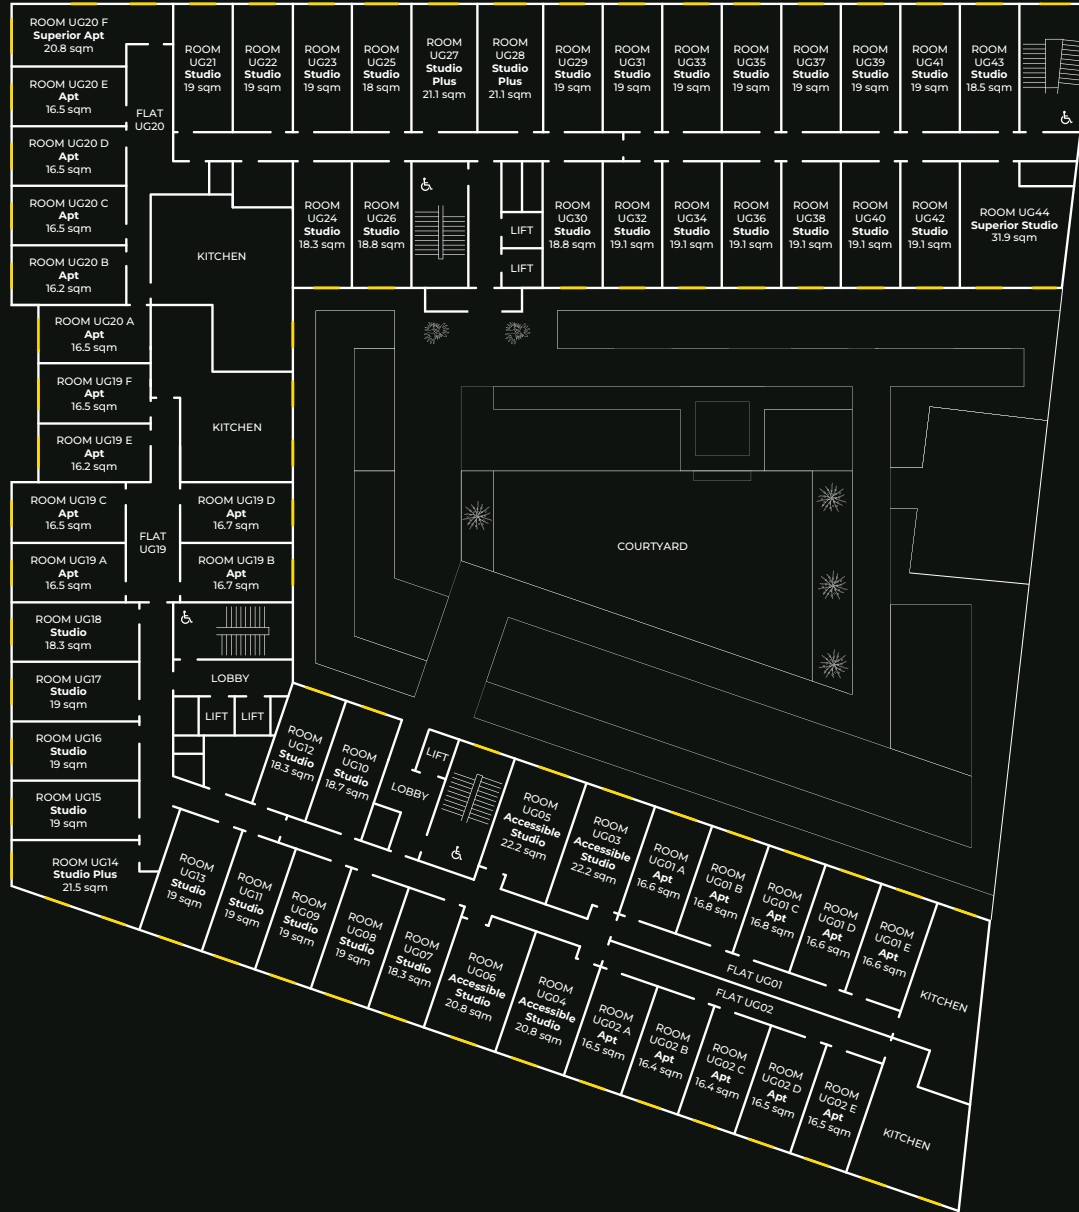 ROOM UG20 F
Superior Apt
20.8 sqm
ROOM UG20 E
Apt
16.5 sqm
ROOM UG20 D
Apt
16.5 sqm
ROOM UG20 C
Apt
16.5 sqm
ROOM UG20 B
Apt
16.2 sqm
ROOM UG20 A
Apt
16.5 sqm
FLAT
UG20
KITCHEN
ROOM
UG21
Studio
19 sqm
ROOM
UG22
Studio
19 sqm
ROOM
UG23
Studio
19 sqm
ROOM
UG25
Studio
18 sqm
ROOM
UG27
Studio
Plus
21.1 sqm
ROOM
UG28
Studio
Plus
21.1 sqm
ROOM
UG29
Studio
19 sqm
ROOM
UG31
Studio
19 sqm
ROOM
UG33
Studio
19 sqm
ROOM
UG35
Studio
19 sqm
ROOM
UG37
Studio
19 sqm
ROOM
UG39
Studio
19 sqm
ROOM
UG41
Studio
19 sqm
ROOM
UG43
Studio
18.5 sqm
ROOM
UG24
Studio
18.3 sqm
ROOM
UG26
Studio
18.8 sqm
LIFT
LIFT
ROOM
UG30
Studio
18.8 sqm
ROOM
UG32
Studio
19.1 sqm
ROOM
UG34
Studio
19.1 sqm
ROOM
UG36
Studio
19.1 sqm
ROOM
UG38
Studio
19.1 sqm
ROOM
UG40
Studio
19.1 sqm
ROOM
UG42
Studio
19.1 sqm
ROOM UG44
Superior Studio
31.9 sqm
ROOM UG19 F
Apt
16.5 sqm
ROOM UG19 E
Apt
16.2 sqm
KITCHEN
ROOM UG19 C
Apt
16.5 sqm
ROOM UG19 A
Apt
16.5 sqm
FLAT
UG19
ROOM UG19 D
Apt
16.7 sqm
ROOM UG19 B
Apt
16.7 sqm
COURTYARD
ROOM UG18
Studio
18.3 sqm
ROOM UG17
Studio
19 sqm
ROOM UG16
Studio
19 sqm
ROOM UG15
Studio
19 sqm
ROOM UG14
Studio Plus
21.5 sqm
LOBBY
LIFT
LIFT
ROOM
UG12
Studio
18.3 sqm
ROOM
UG10
Studio
18.7 sqm
LIFT
LOBBY
ROOM
UG05
Accessible
Studio
22.2 sqm
ROOM
UG03
Accessible
Studio
22.2 sqm
ROOM
UG01 A
Apt
16.6 sqm
ROOM
UG01 B
Apt
16.8 sqm
ROOM
UG01 C
Apt
16.8 sqm
ROOM
UG01 D
Apt
16.6 sqm
ROOM
UG01 E
Apt
16.6 sqm
KITCHEN
FLAT UG01
FLAT UG02
ROOM
UG13
Studio
19 sqm
ROOM
UG11
Studio
19 sqm
ROOM
UG09
Studio
19 sqm
ROOM
UG08
Studio
19 sqm
ROOM
UG07
Studio
18.3 sqm
ROOM
UG06
Accessible
Studio
20.8 sqm
ROOM
UG04
Accessible
Studio
20.8 sqm
ROOM
UG02 A
Apt
16.5 sqm
ROOM
UG02 B
Apt
16.4 sqm
ROOM
UG02 C
Apt
16.4 sqm
ROOM
UG02 D
Apt
16.5 sqm
ROOM
UG02 E
Apt
16.5 sqm
KITCHEN